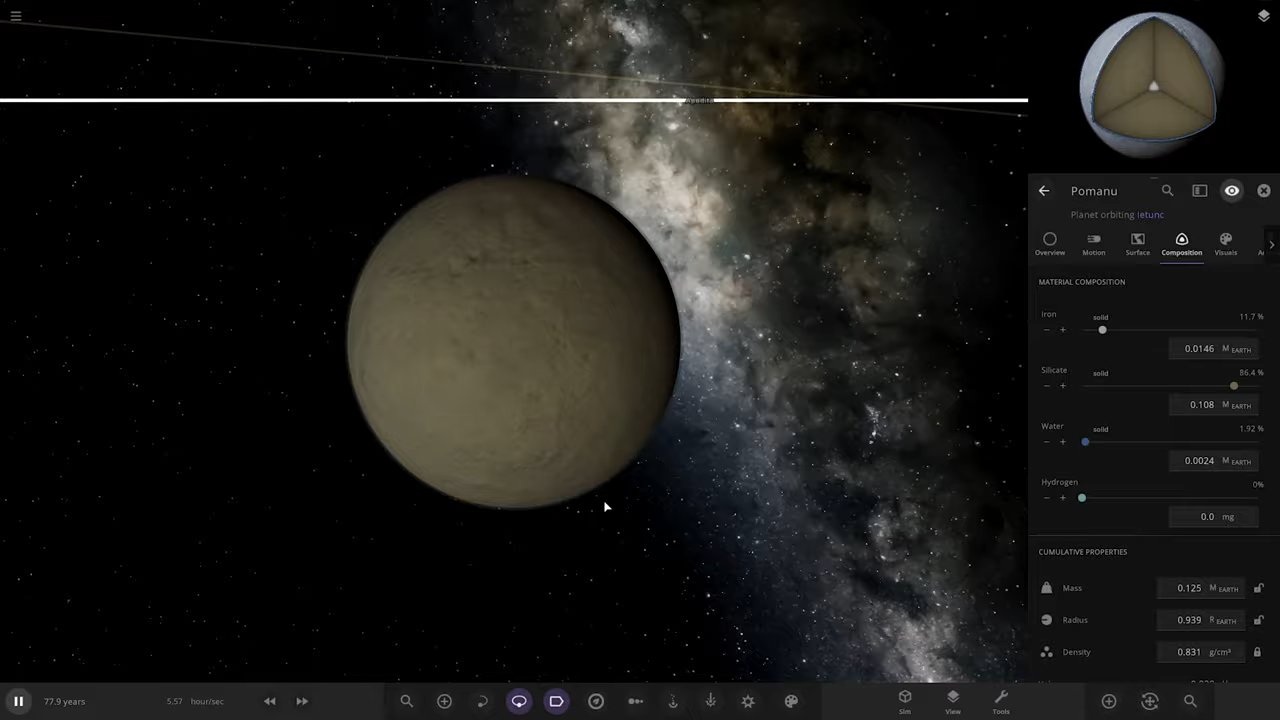 Pomanu
Planet orbiting Ietunc
Overview
Motion
Surface
Composition
Visuals
MATERIAL COMPOSITION
Iron
solid
11.7 %
0.0146 M EARTH
Silicate
solid
86.4 %
0.108 M EARTH
Water
solid
1.92 %
0.0024 M EARTH
Hydrogen
0%
0.0 mg
CUMULATIVE PROPERTIES
Mass
0.125 M EARTH
Radius
0.939 R EARTH
Density
0.831 g/cm³
77.9 years
5.57 hour/sec
Sim
View
Tools